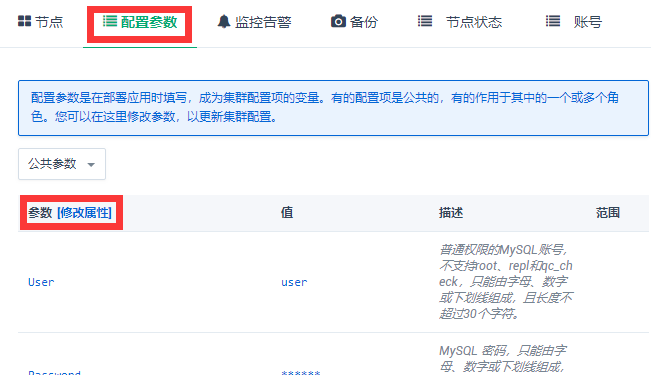 节点 配置参数 监控告警 备份 节点状态 账号
配置参数是在部署应用时填写，成为集群配置项的变量。有的配置项是公共的，有的作用于其中的一个或多个角
色。您可以在这里修改参数，以更新集群配置。
公共参数
参数 [修改属性] 值 描述 范围
普通权限的MySQL账号，
不支持root、repl和qc_ch
User user eck，只能由字母、数字
或下划线组成，且长度不
超过30个字符。
MySQL 密码，只能由字
Password ****** 母、数字或下划线组成，